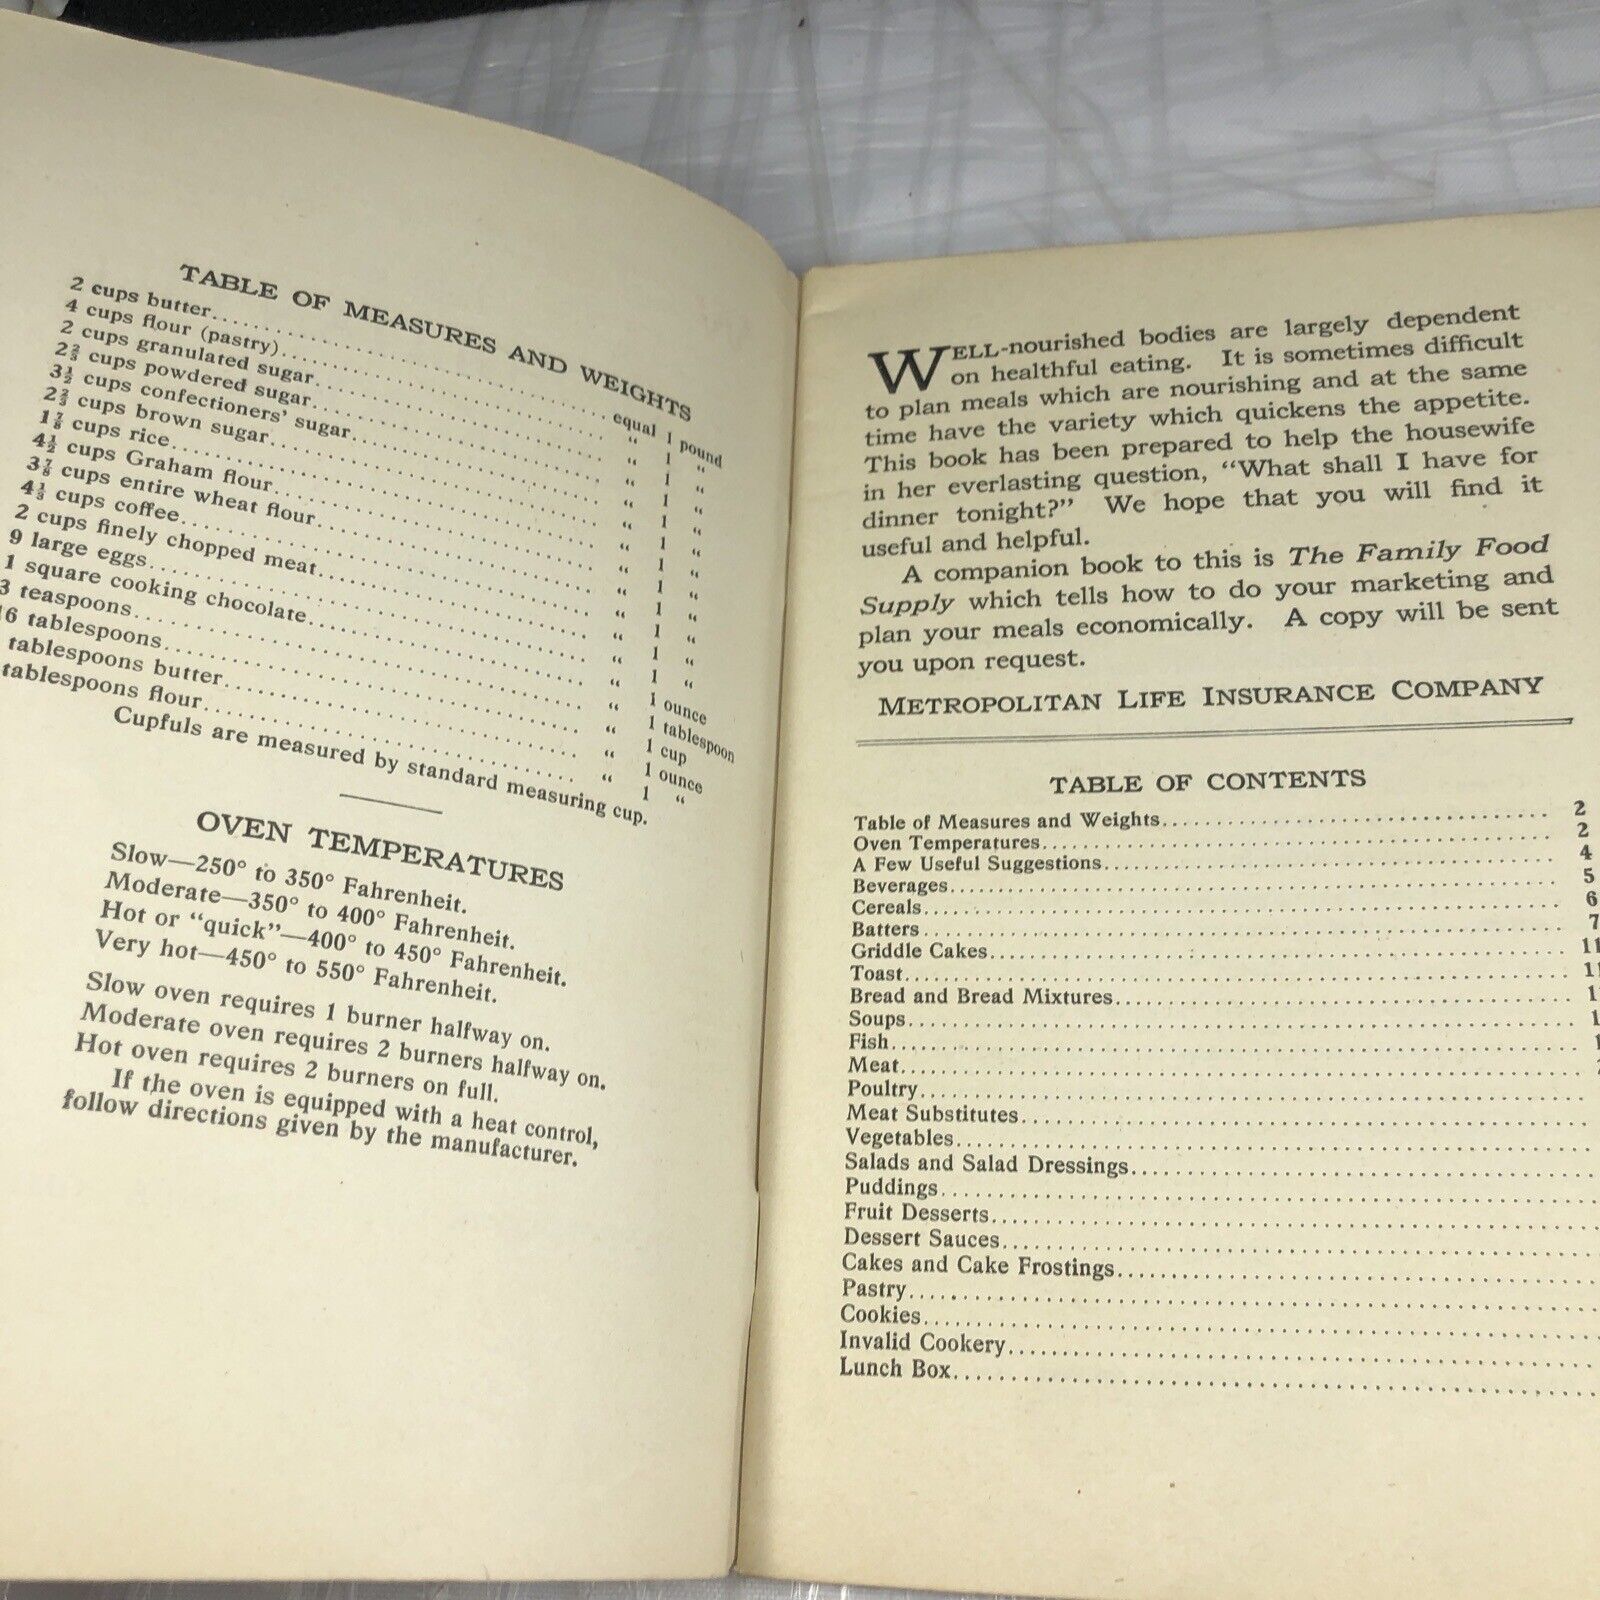 TABLE OF MEASURES AND WEIGHTS
2 cups butter........ equal 1 pound
4 cups flour (pastry)........ “ 1 “
2 cups granulated sugar........ “ 1 “
2⅔ cups powdered sugar........ “ 1 “
3½ cups confectioners’ sugar........ “ 1 “
2⅔ cups brown sugar........ “ 1 “
1⅞ cups rice........ “ 1 “
4½ cups Graham flour........ “ 1 “
3⅞ cups entire wheat flour........ “ 1 “
4⅓ cups coffee........ “ 1 “
2 cups finely chopped meat........ “ 1 “
9 large eggs........ “ 1 “
1 square cooking chocolate........ “ 1 ounce
3 teaspoons........ “ 1 tablespoon
16 tablespoons........ “ 1 cup
tablespoons butter........ “ 1 ounce
tablespoons flour........ “ 1 “
Cupfuls are measured by standard measuring cup.
OVEN TEMPERATURES
Slow—250° to 350° Fahrenheit.
Moderate—350° to 400° Fahrenheit.
Hot or “quick”—400° to 450° Fahrenheit.
Very hot—450° to 550° Fahrenheit.
Slow oven requires 1 burner halfway on.
Moderate oven requires 2 burners halfway on.
Hot oven requires 2 burners on full.
If the oven is equipped with a heat control,
follow directions given by the manufacturer.
WELL-nourished bodies are largely dependent
on healthful eating. It is sometimes difficult
to plan meals which are nourishing and at the same
time have the variety which quickens the appetite.
This book has been prepared to help the housewife
in her everlasting question, “What shall I have for
dinner tonight?” We hope that you will find it
useful and helpful.
A companion book to this is The Family Food
Supply which tells how to do your marketing and
plan your meals economically. A copy will be sent
you upon request.
METROPOLITAN LIFE INSURANCE COMPANY
TABLE OF CONTENTS
Table of Measures and Weights........ 2
Oven Temperatures........ 2
A Few Useful Suggestions........ 4
Beverages........ 5
Cereals........ 6
Batters........ 7
Griddle Cakes........ 11
Toast........
Bread and Bread Mixtures........
Soups........
Fish........
Meat........
Poultry........
Meat Substitutes........
Vegetables........
Salads and Salad Dressings........
Puddings........
Fruit Desserts........
Dessert Sauces........
Cakes and Cake Frostings........
Pastry........
Cookies........
Invalid Cookery........
Lunch Box........